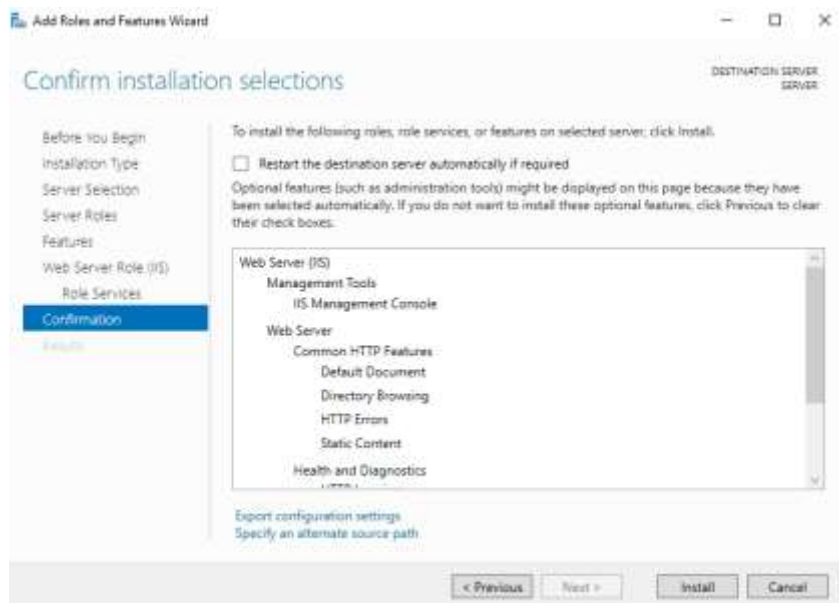 Add Roles and Features Wizard
Confirm installation selections
DESTINATION SERVER
SERVER
Before You Begin
Installation Type
Server Selection
Server Roles
Features
Web Server Role (IIS)
Role Services
Confirmation
Results
To install the following roles, role services, or features on selected server, click Install.
Restart the destination server automatically if required
Optional features (such as administration tools) might be displayed on this page because they have
been selected automatically. If you do not want to install these optional features, click Previous to clear
their check boxes.
Web Server (IIS)
Management Tools
IIS Management Console
Web Server
Common HTTP Features
Default Document
Directory Browsing
HTTP Errors
Static Content
Health and Diagnostics
Export configuration settings
Specify an alternate source path
< Previous
Next >
Install
Cancel